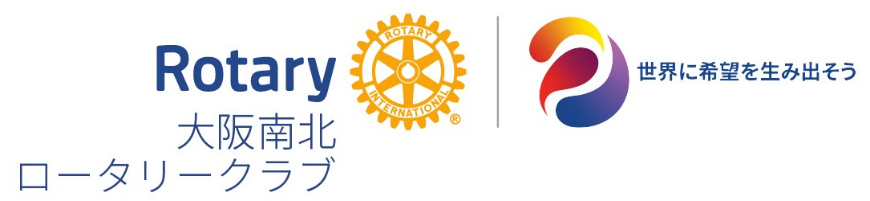 Rotary
大阪南北
ロータリークラブ
ROTARY
INTERNATIONAL
®
世界に希望を生み出そう